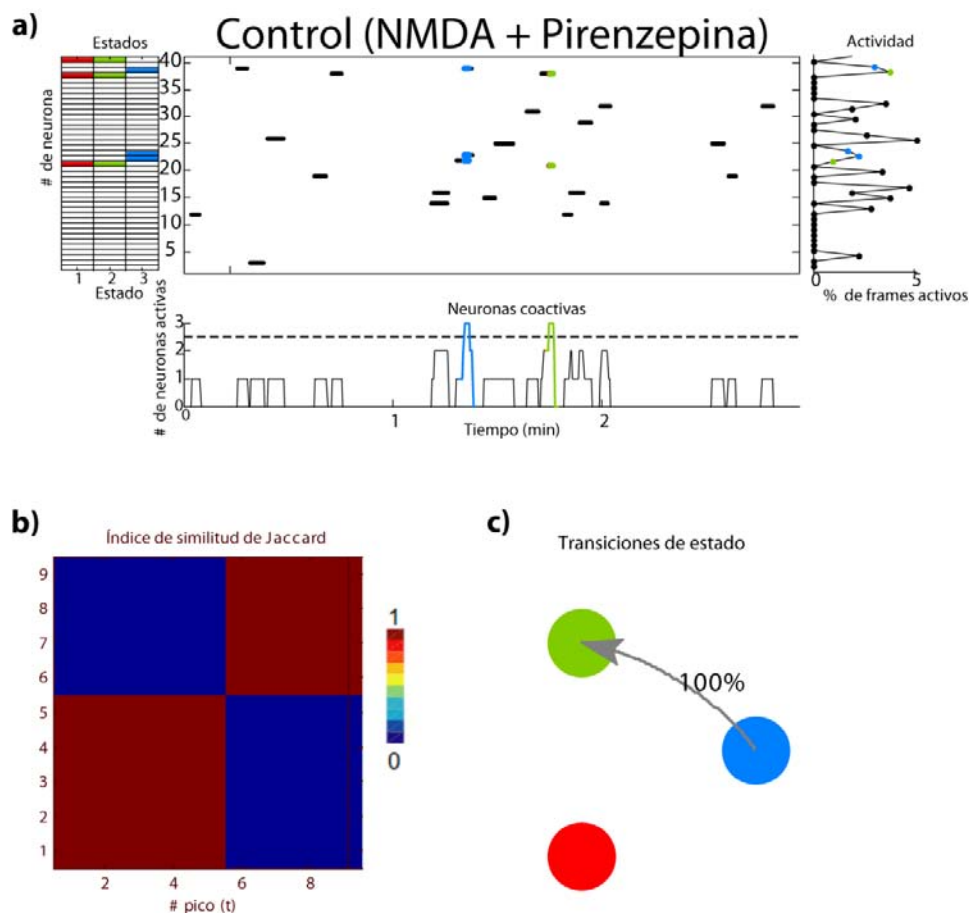 a)
Control (NMDA + Pirenzepina)
Estados
Actividad
# de neurona
40
35
30
25
20
15
10
5
1 2 3
Estado
0 5
% de frames activos
Neuronas coactivas
# de neuronas activas
3
2
1
0
0 1 2
Tiempo (min)
b)
Índice de similitud de Jaccard
9
8
7
6
5
4
3
2
1
2 4 6 8
# pico (t)
1
0
c)
Transiciones de estado
100%